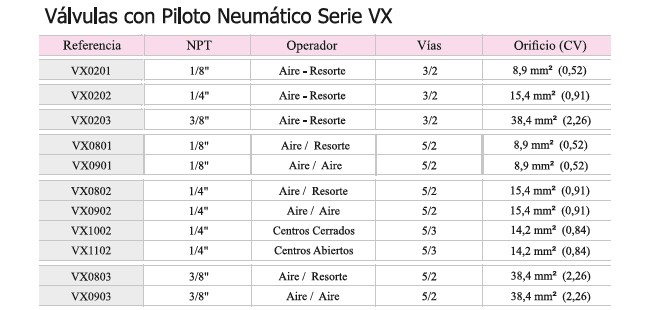 Válvulas con Piloto Neumático Serie VX
Referencia NPT Operador Vías Orificio (CV)
VX0201 1/8" Aire - Resorte 3/2 8,9 mm² (0,52)
VX0202 1/4" Aire - Resorte 3/2 15,4 mm² (0,91)
VX0203 3/8" Aire - Resorte 3/2 38,4 mm² (2,26)
VX0801 1/8" Aire / Resorte 5/2 8,9 mm² (0,52)
VX0901 1/8" Aire / Aire 5/2 8,9 mm² (0,52)
VX0802 1/4" Aire / Resorte 5/2 15,4 mm² (0,91)
VX0902 1/4" Aire / Aire 5/2 15,4 mm² (0,91)
VX1002 1/4" Centros Cerrados 5/3 14,2 mm² (0,84)
VX1102 1/4" Centros Abiertos 5/3 14,2 mm² (0,84)
VX0803 3/8" Aire / Resorte 5/2 38,4 mm² (2,26)
VX0903 3/8" Aire / Aire 5/2 38,4 mm² (2,26)